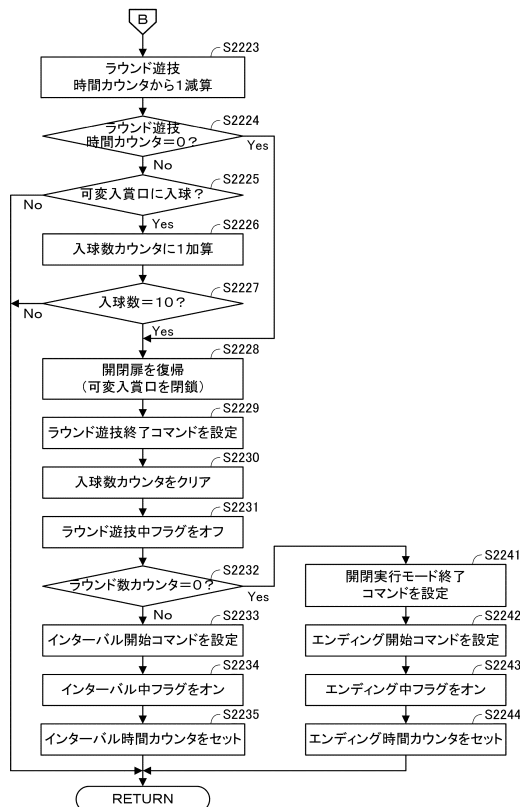 B
S2223
ラウンド遊技
時間カウンタから1減算
S2224
ラウンド遊技
時間カウンタ=0?
Yes
No
S2225
可変入賞口に入球?
No
Yes
S2226
入球数カウンタに1加算
S2227
入球数=10?
No
Yes
S2228
開閉扉を復帰
(可変入賞口を閉鎖)
S2229
ラウンド遊技終了コマンドを設定
S2230
入球数カウンタをクリア
S2231
ラウンド遊技中フラグをオフ
S2232
ラウンド数カウンタ=0?
Yes
No
S2233
インターバル開始コマンドを設定
S2234
インターバル中フラグをオン
S2235
インターバル時間カウンタをセット
S2241
開閉実行モード終了
コマンドを設定
S2242
エンディング開始コマンドを設定
S2243
エンディング中フラグをオン
S2244
エンディング時間カウンタをセット
RETURN